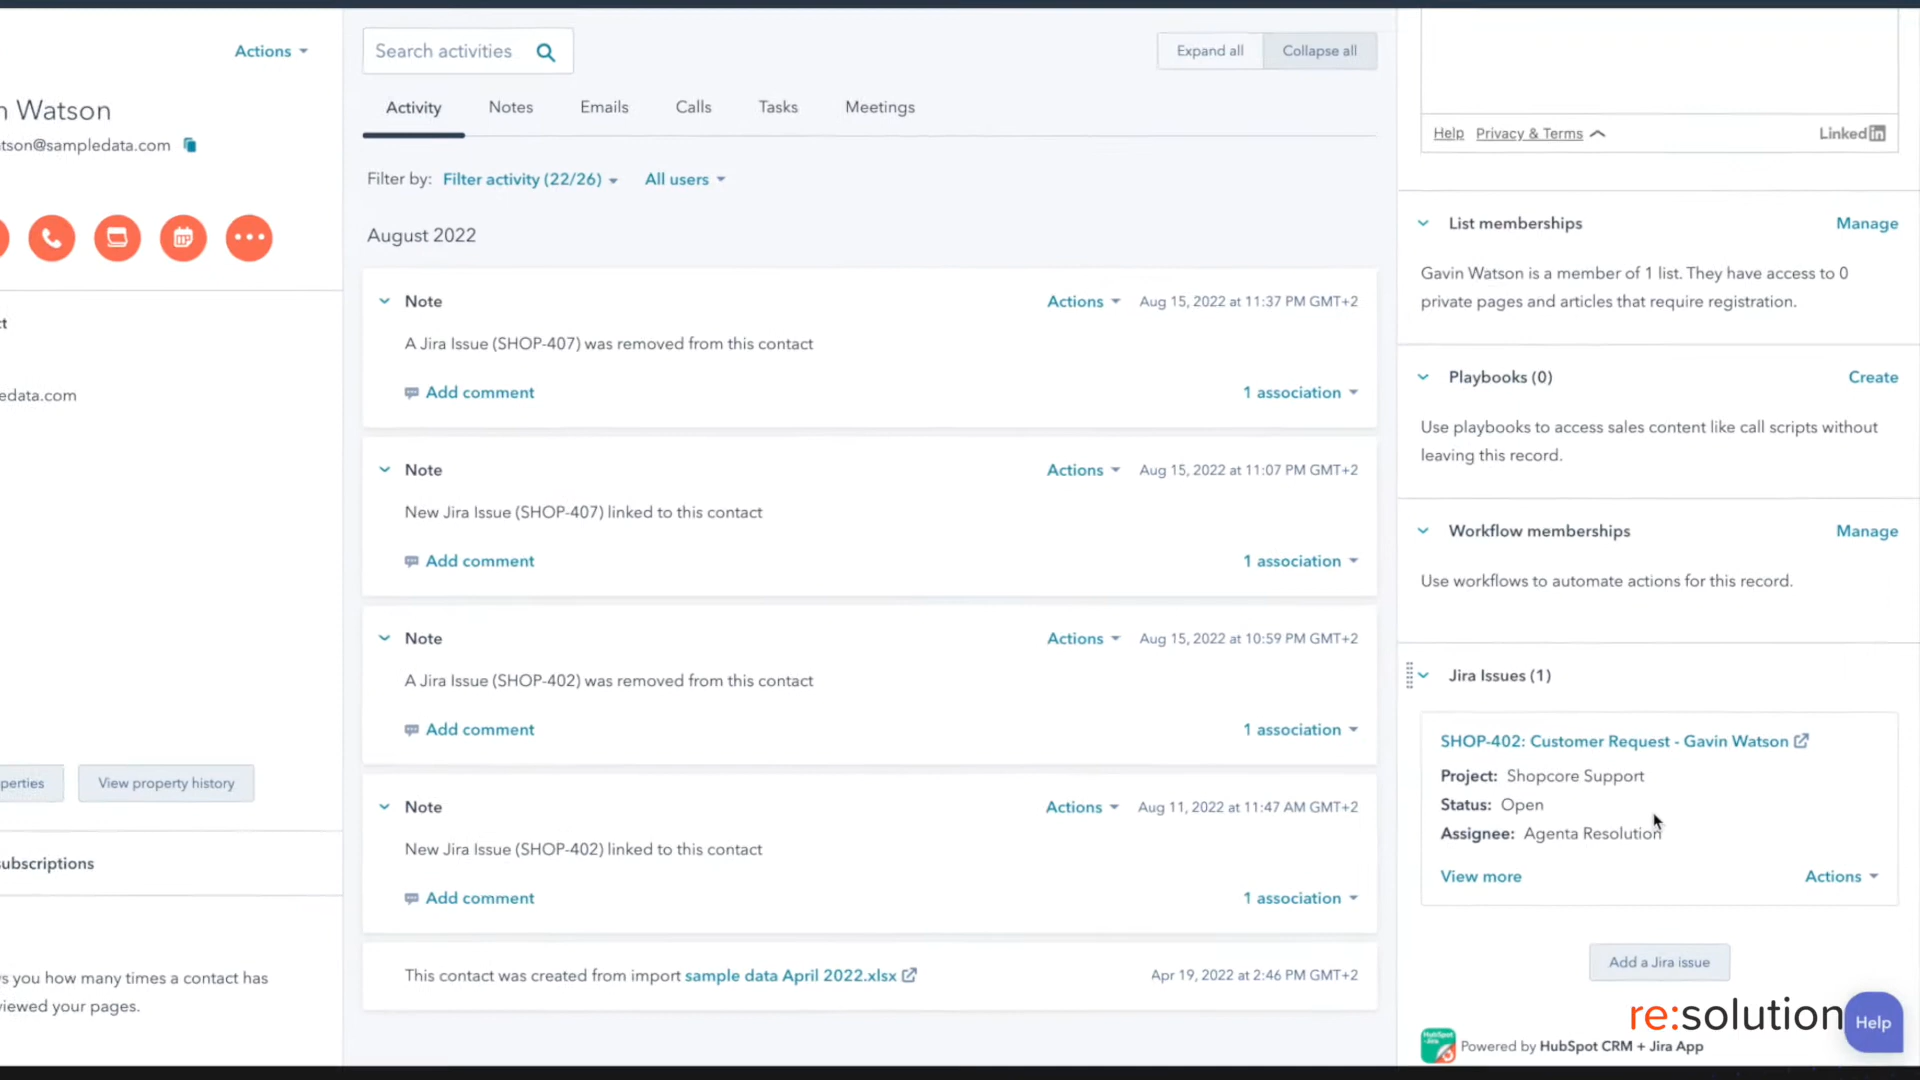 Actions
n Watson
tson@sampledata.com
t
edata.com
perties
View property history
ubscriptions
s you how many times a contact has
iewed your pages.
Search activities
Expand all
Collapse all
Activity
Notes
Emails
Calls
Tasks
Meetings
Filter by: Filter activity (22/26) All users
August 2022
Note
Actions
Aug 15, 2022 at 11:37 PM GMT+2
A Jira Issue (SHOP-407) was removed from this contact
Add comment
1 association
Note
Actions
Aug 15, 2022 at 11:07 PM GMT+2
New Jira Issue (SHOP-407) linked to this contact
Add comment
1 association
Note
Actions
Aug 15, 2022 at 10:59 PM GMT+2
A Jira Issue (SHOP-402) was removed from this contact
Add comment
1 association
Note
Actions
Aug 11, 2022 at 11:47 AM GMT+2
New Jira Issue (SHOP-402) linked to this contact
Add comment
1 association
This contact was created from import sample data April 2022.xlsx
Apr 19, 2022 at 2:46 PM GMT+2
Help Privacy & Terms
LinkedIn
List memberships
Manage
Gavin Watson is a member of 1 list. They have access to 0
private pages and articles that require registration.
Playbooks (0)
Create
Use playbooks to access sales content like call scripts without
leaving this record.
Workflow memberships
Manage
Use workflows to automate actions for this record.
Jira Issues (1)
SHOP-402: Customer Request - Gavin Watson
Project: Shopcore Support
Status: Open
Assignee: Agenta Resolution
View more
Actions
Add a Jira issue
re:solution
Help
Powered by HubSpot CRM + Jira App